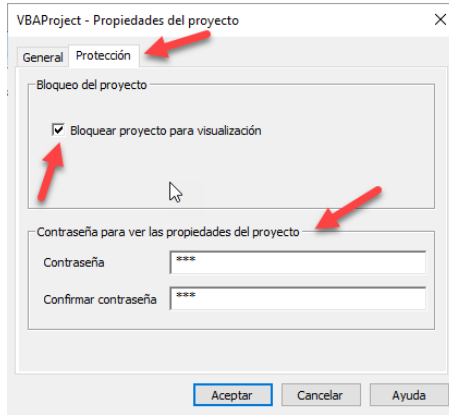 VBAProject - Propiedades del proyecto
General Protección
Bloqueo del proyecto
Bloquear proyecto para visualización
Contraseña para ver las propiedades del proyecto
Contraseña ***
Confirmar contraseña ***
Aceptar Cancelar Ayuda